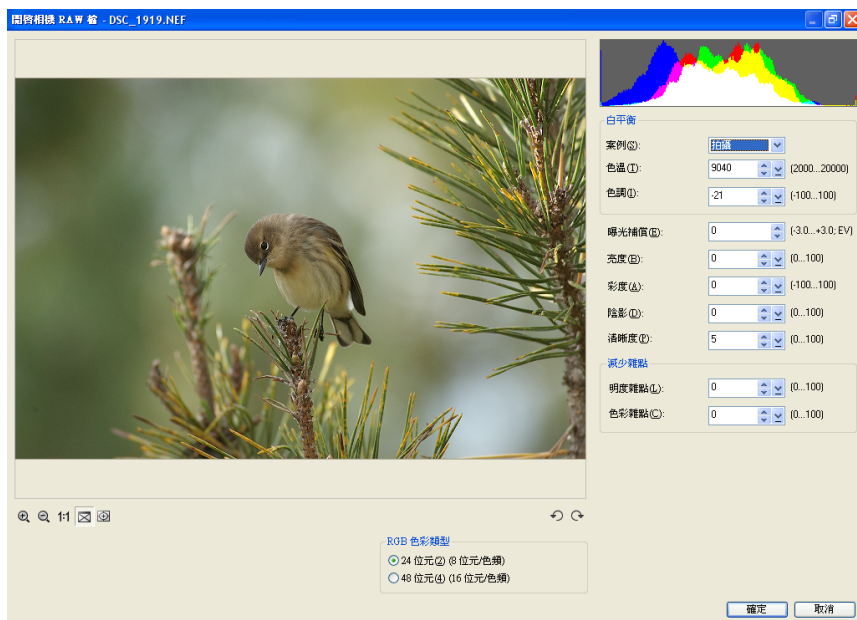 開啓相機 RAW 檔 - DSC_1919.NEF
白平衡
案例(S): 拍攝
色溫(T): 9040 (2000...20000)
色調(I): -21 (-100...100)
曝光補償(E): 0 (-3.0...+3.0; EV)
亮度(B): 0 (0...100)
彩度(A): 0 (-100...100)
陰影(D): 0 (0...100)
清晰度(P): 5 (0...100)
減少雜點
明度雜點(L): 0 (0...100)
色彩雜點(C): 0 (0...100)
1:1
RGB 色彩類型
24 位元(2) (8 位元/色頻)
48 位元(4) (16 位元/色頻)
確定 取消